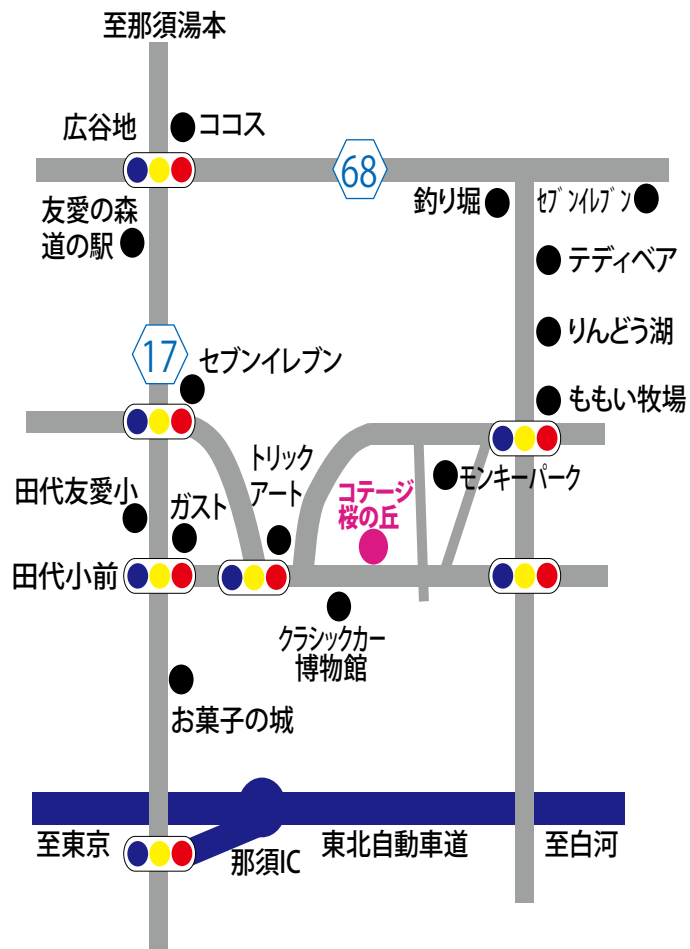 至那須湯本
広谷地
ココス
68
友愛の森
道の駅
釣り堀
セブンイレブン
テディベア
りんどう湖
17
セブンイレブン
ももい牧場
トリック
アート
モンキーパーク
田代友愛小
ガスト
コテージ
桜の丘
田代小前
クラシックカー
博物館
お菓子の城
至東京
那須IC
東北自動車道
至白河